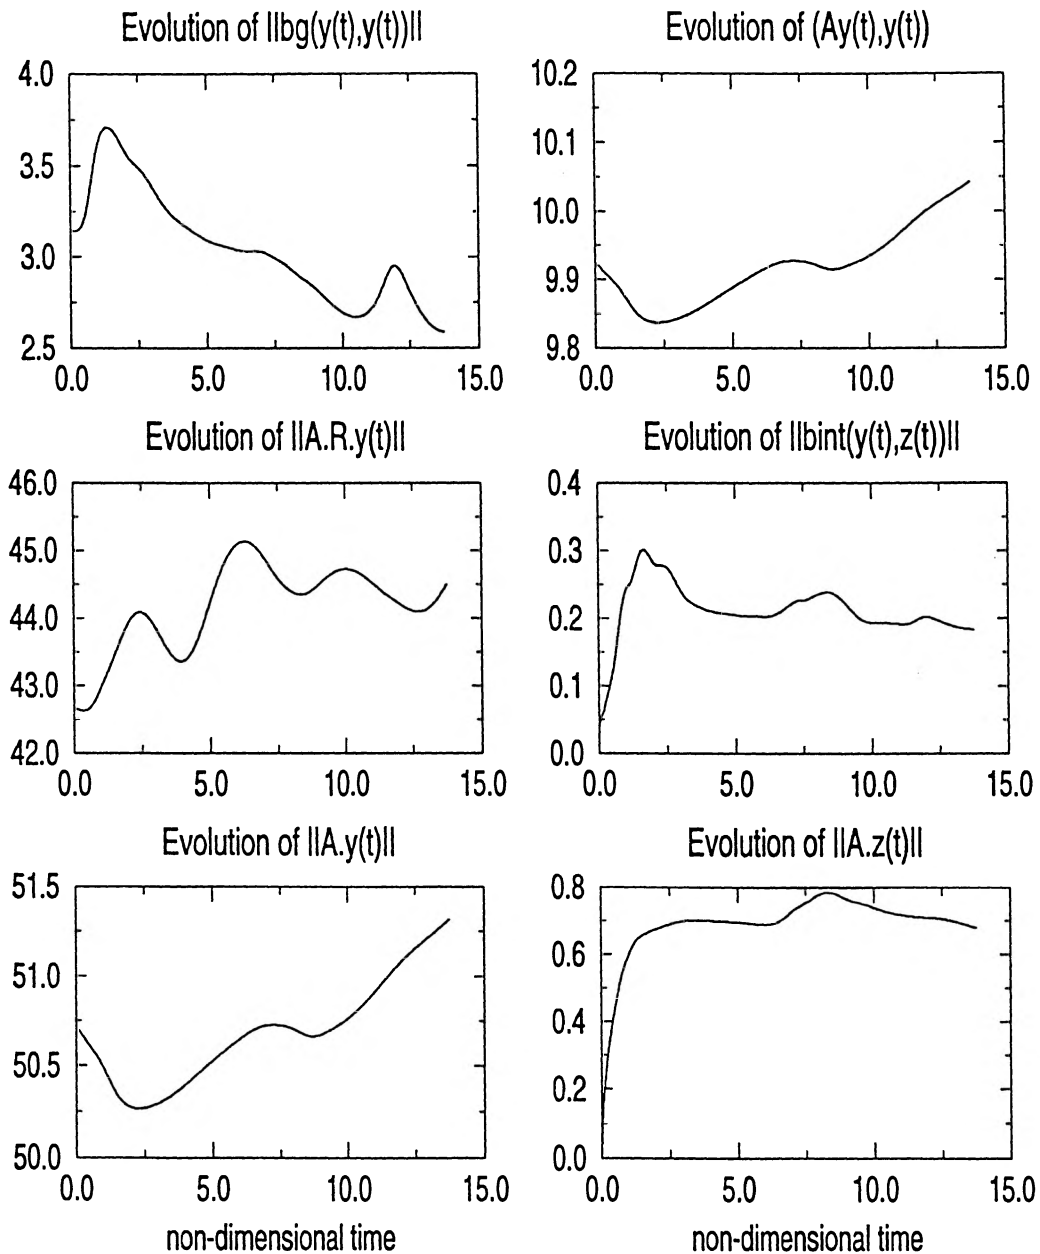 Evolution of ||bg(y(t),y(t))||
4.0
3.5
3.0
2.5
0.0 5.0 10.0 15.0
Evolution of (Ay(t),y(t))
10.2
10.1
10.0
9.9
9.8
0.0 5.0 10.0 15.0
Evolution of ||A.R.y(t)||
46.0
45.0
44.0
43.0
42.0
0.0 5.0 10.0 15.0
Evolution of ||bint(y(t),z(t))||
0.4
0.3
0.2
0.1
0.0
0.0 5.0 10.0 15.0
Evolution of ||A.y(t)||
51.5
51.0
50.5
50.0
0.0 5.0 10.0 15.0
non-dimensional time
Evolution of ||A.z(t)||
0.8
0.6
0.4
0.2
0.0
0.0 5.0 10.0 15.0
non-dimensional time